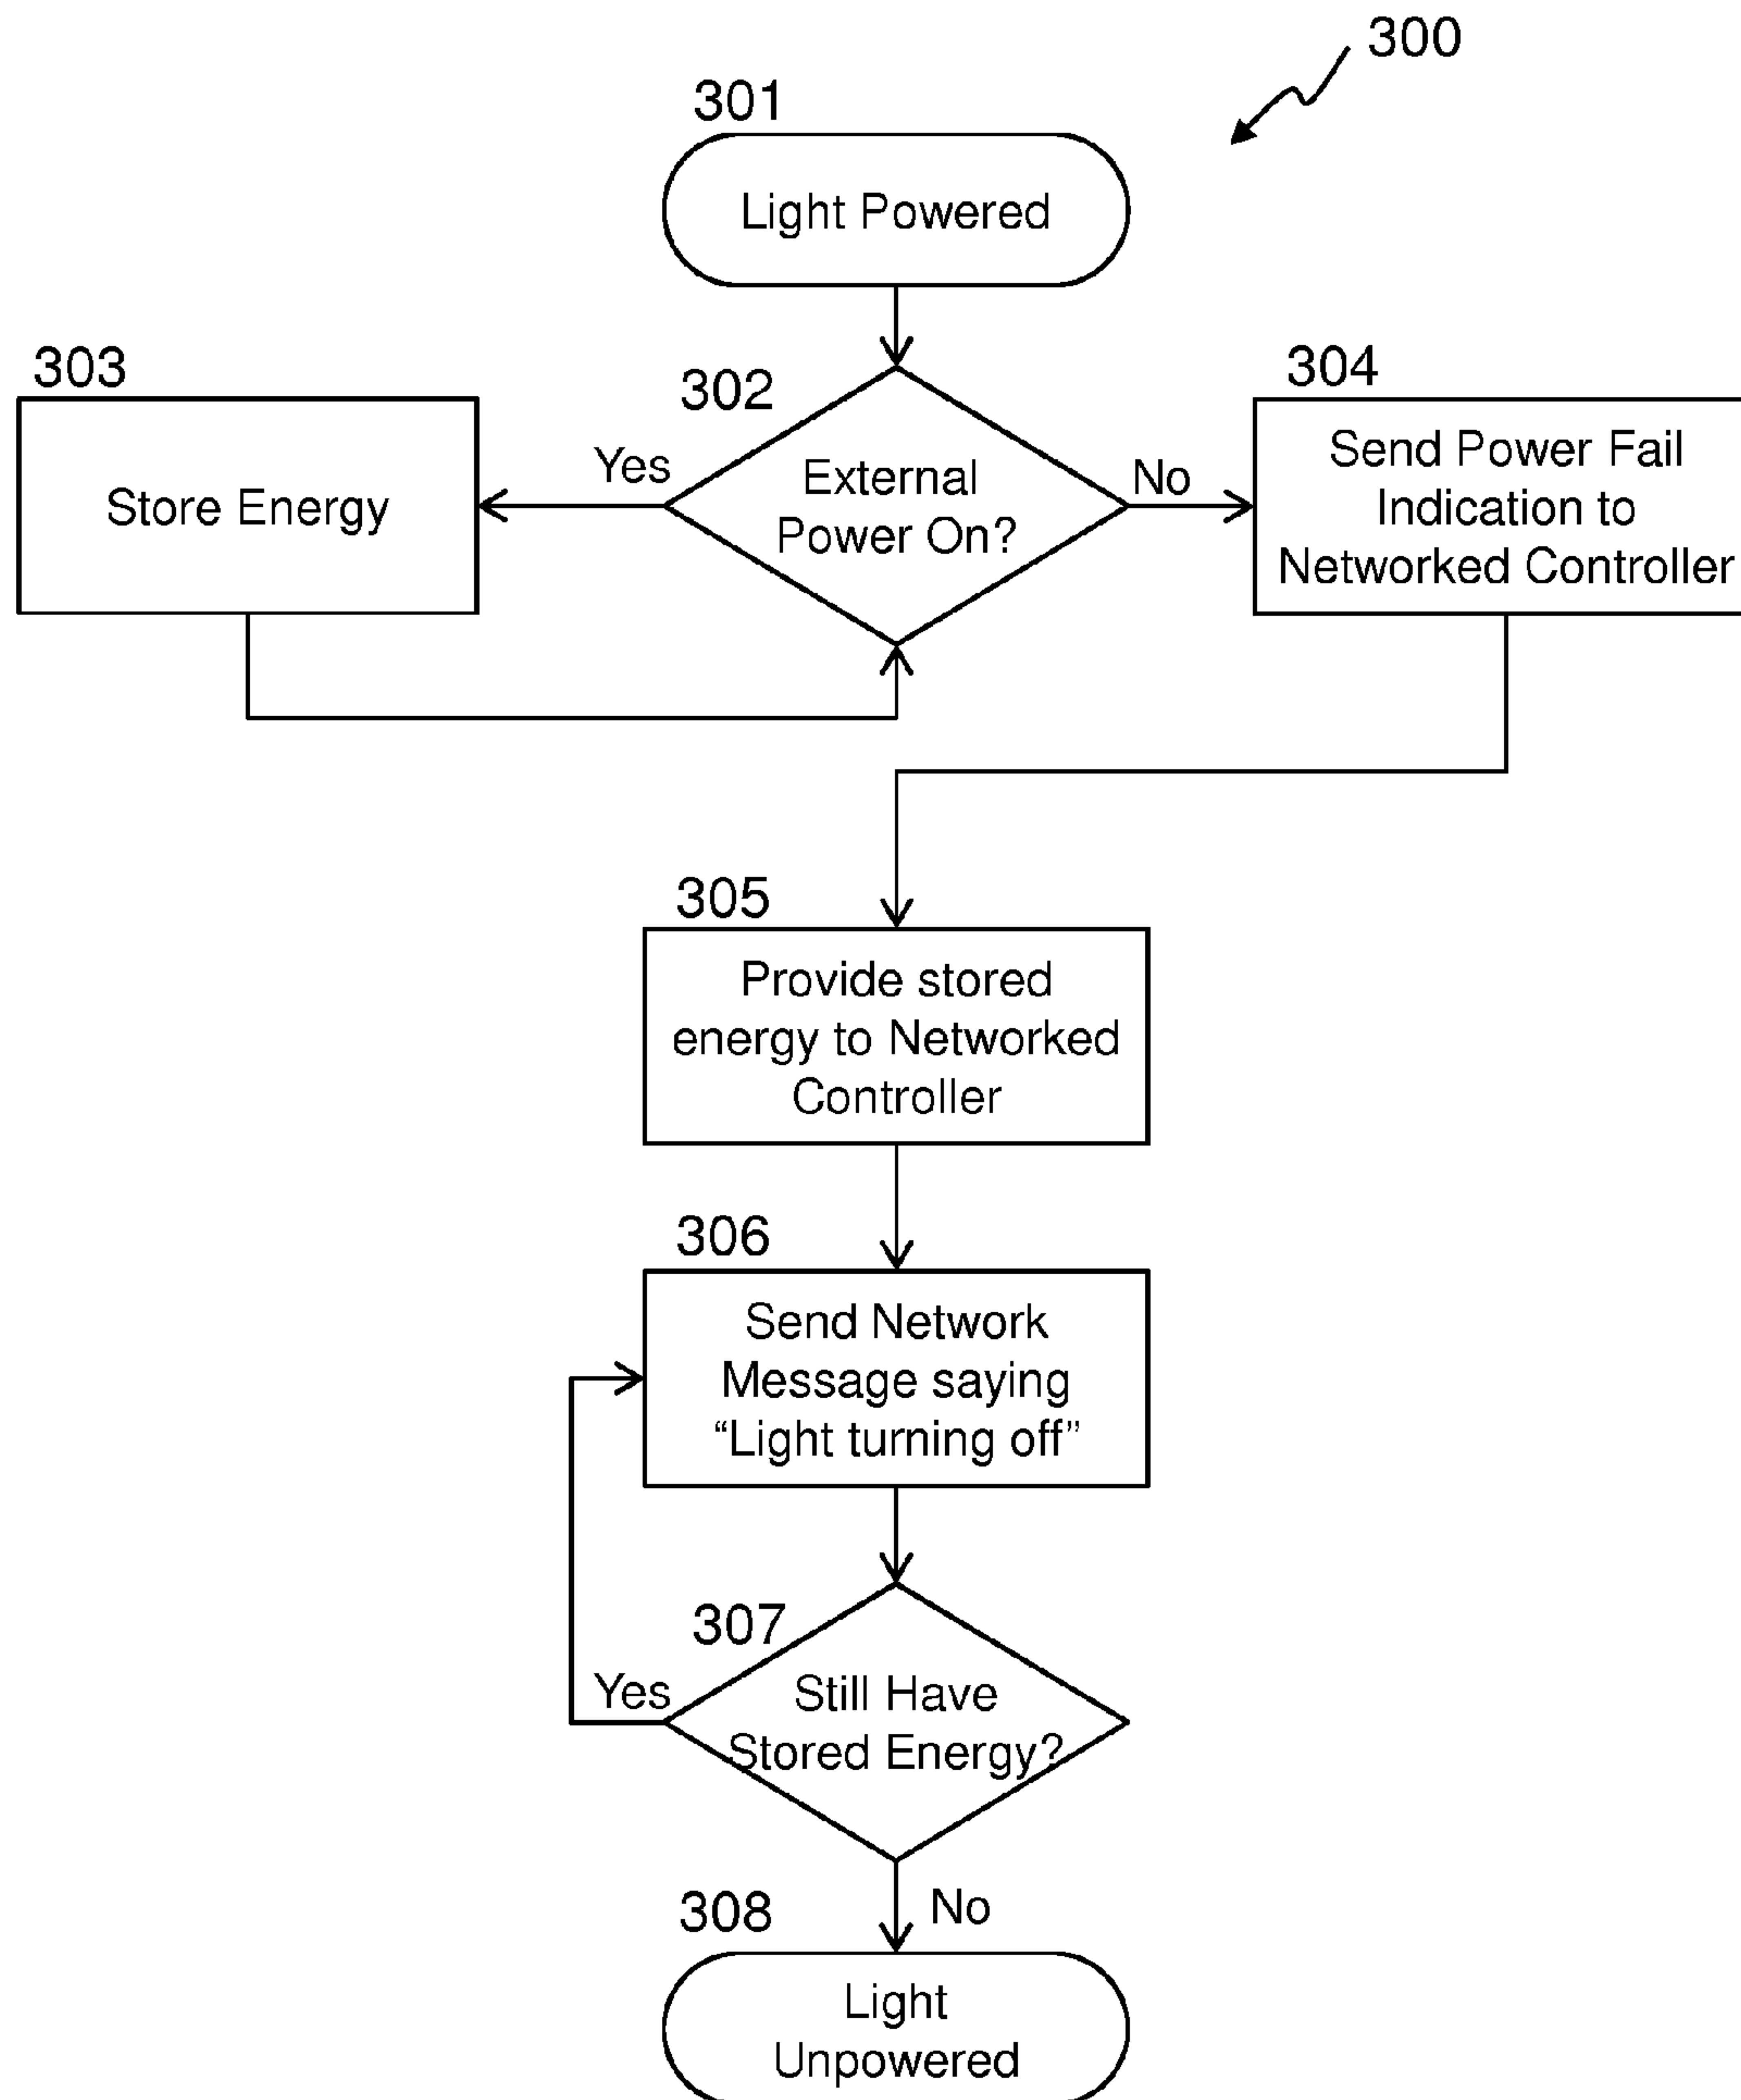 300
301
Light Powered
302
External
Power On?
Yes
No
303
Store Energy
304
Send Power Fail
Indication to
Networked Controller
305
Provide stored
energy to Networked
Controller
306
Send Network
Message saying
“Light turning off”
307
Still Have
Stored Energy?
Yes
No
308
Light
Unpowered